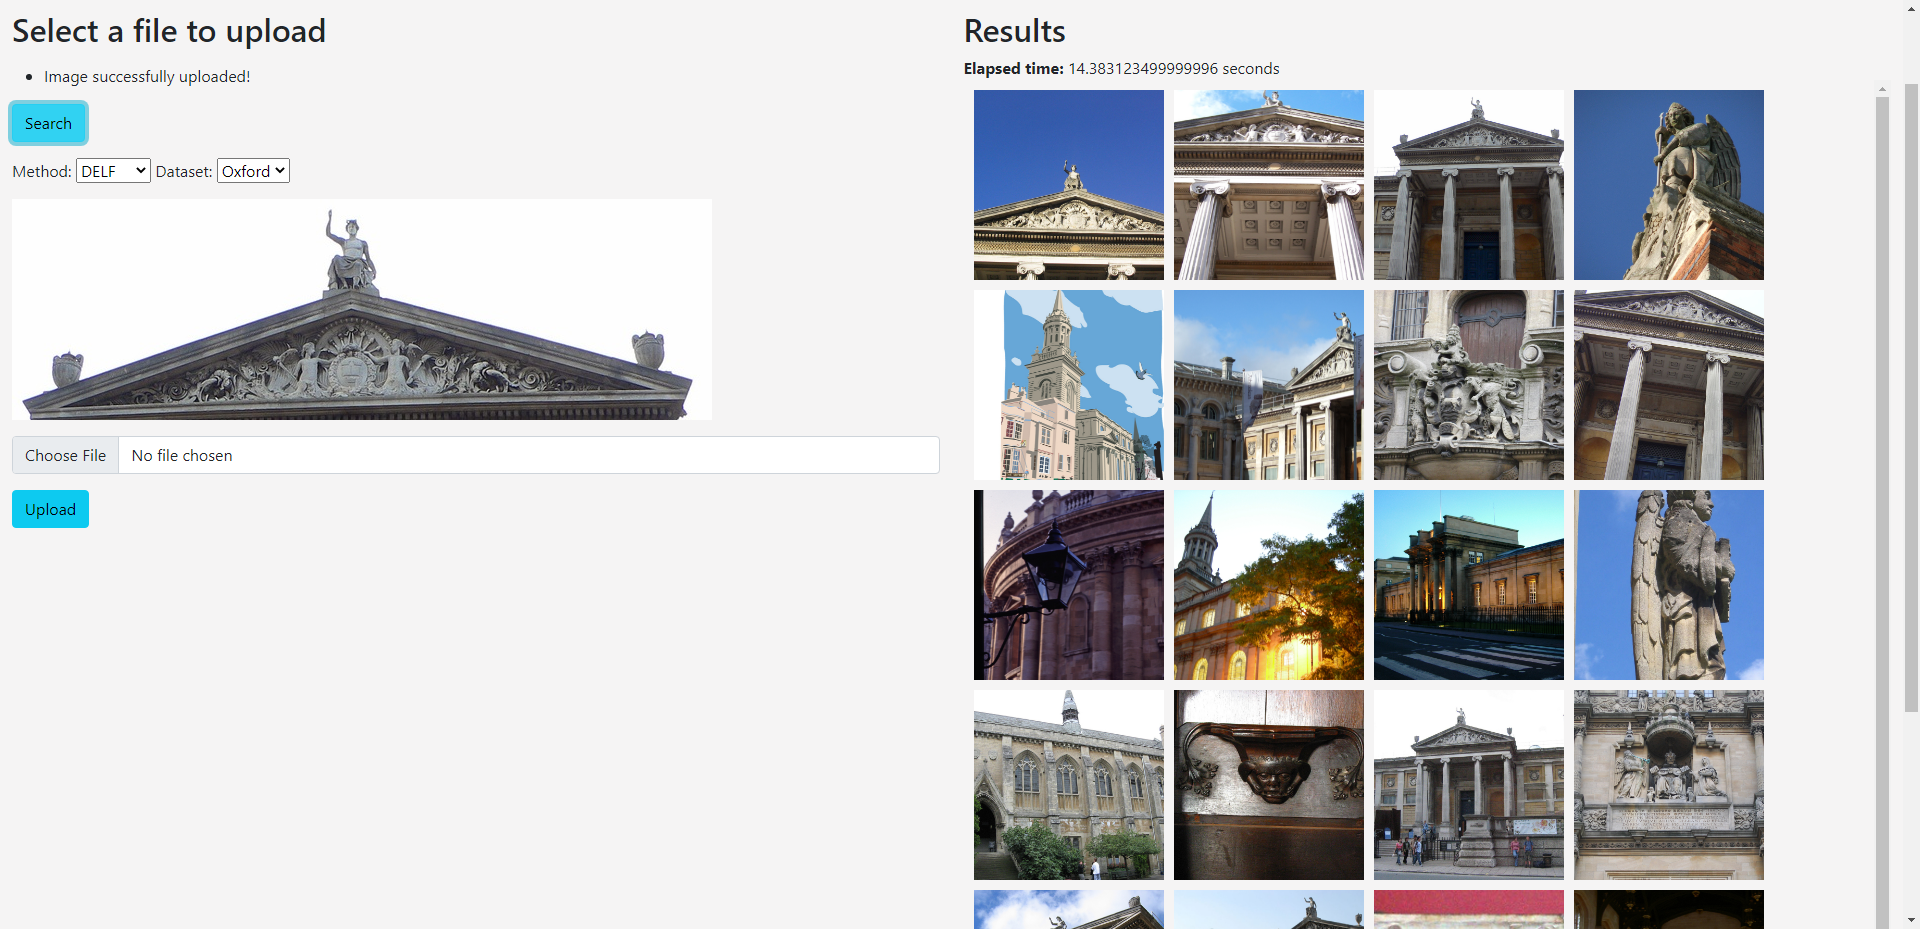 Select a file to upload
Image successfully uploaded!
Search
Method: DELF Dataset: Oxford
Choose File No file chosen
Upload
Results
Elapsed time: 14.383123499999996 seconds